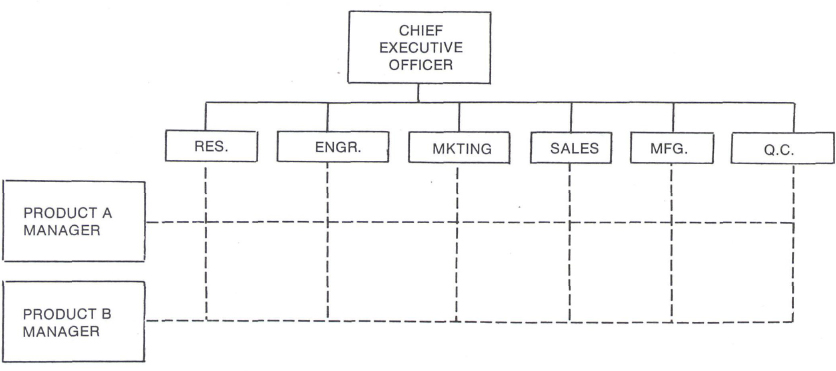 CHIEF
EXECUTIVE
OFFICER
RES.
ENGR.
MKTING
SALES
MFG.
Q.C.
PRODUCT A
MANAGER
PRODUCT B
MANAGER